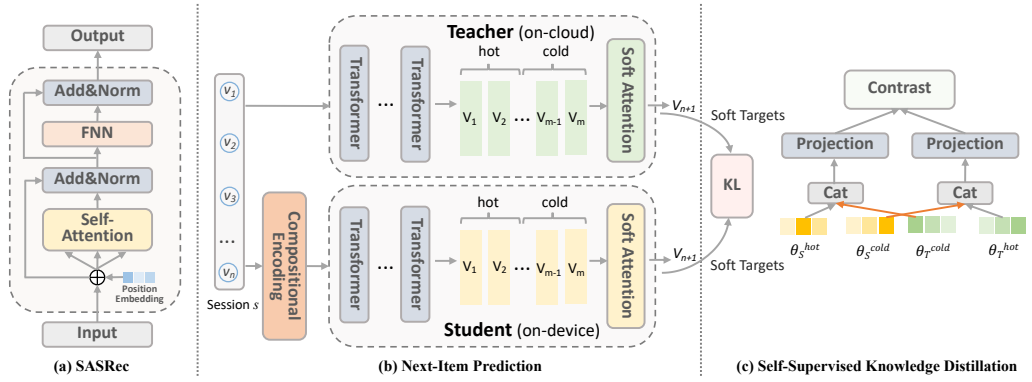 Output
Add&Norm
FNN
Add&Norm
Self-
Attention
Position
Embedding
Input
(a) SASRec
v1
v2
v3
...
vn
Session s
Compositional
Encoding
Teacher (on-cloud)
Transformer
...
Transformer
hot
cold
V1
V2
...
Vm-1
Vm
Soft Attention
Vn+1
Soft Targets
KL
Transformer
...
Transformer
hot
cold
V1
V2
...
Vm-1
Vm
Soft Attention
Vn+1
Soft Targets
Student (on-device)
(b) Next-Item Prediction
Contrast
Projection
Projection
Cat
Cat
θS^hot
θS^cold
θT^cold
θT^hot
(c) Self-Supervised Knowledge Distillation